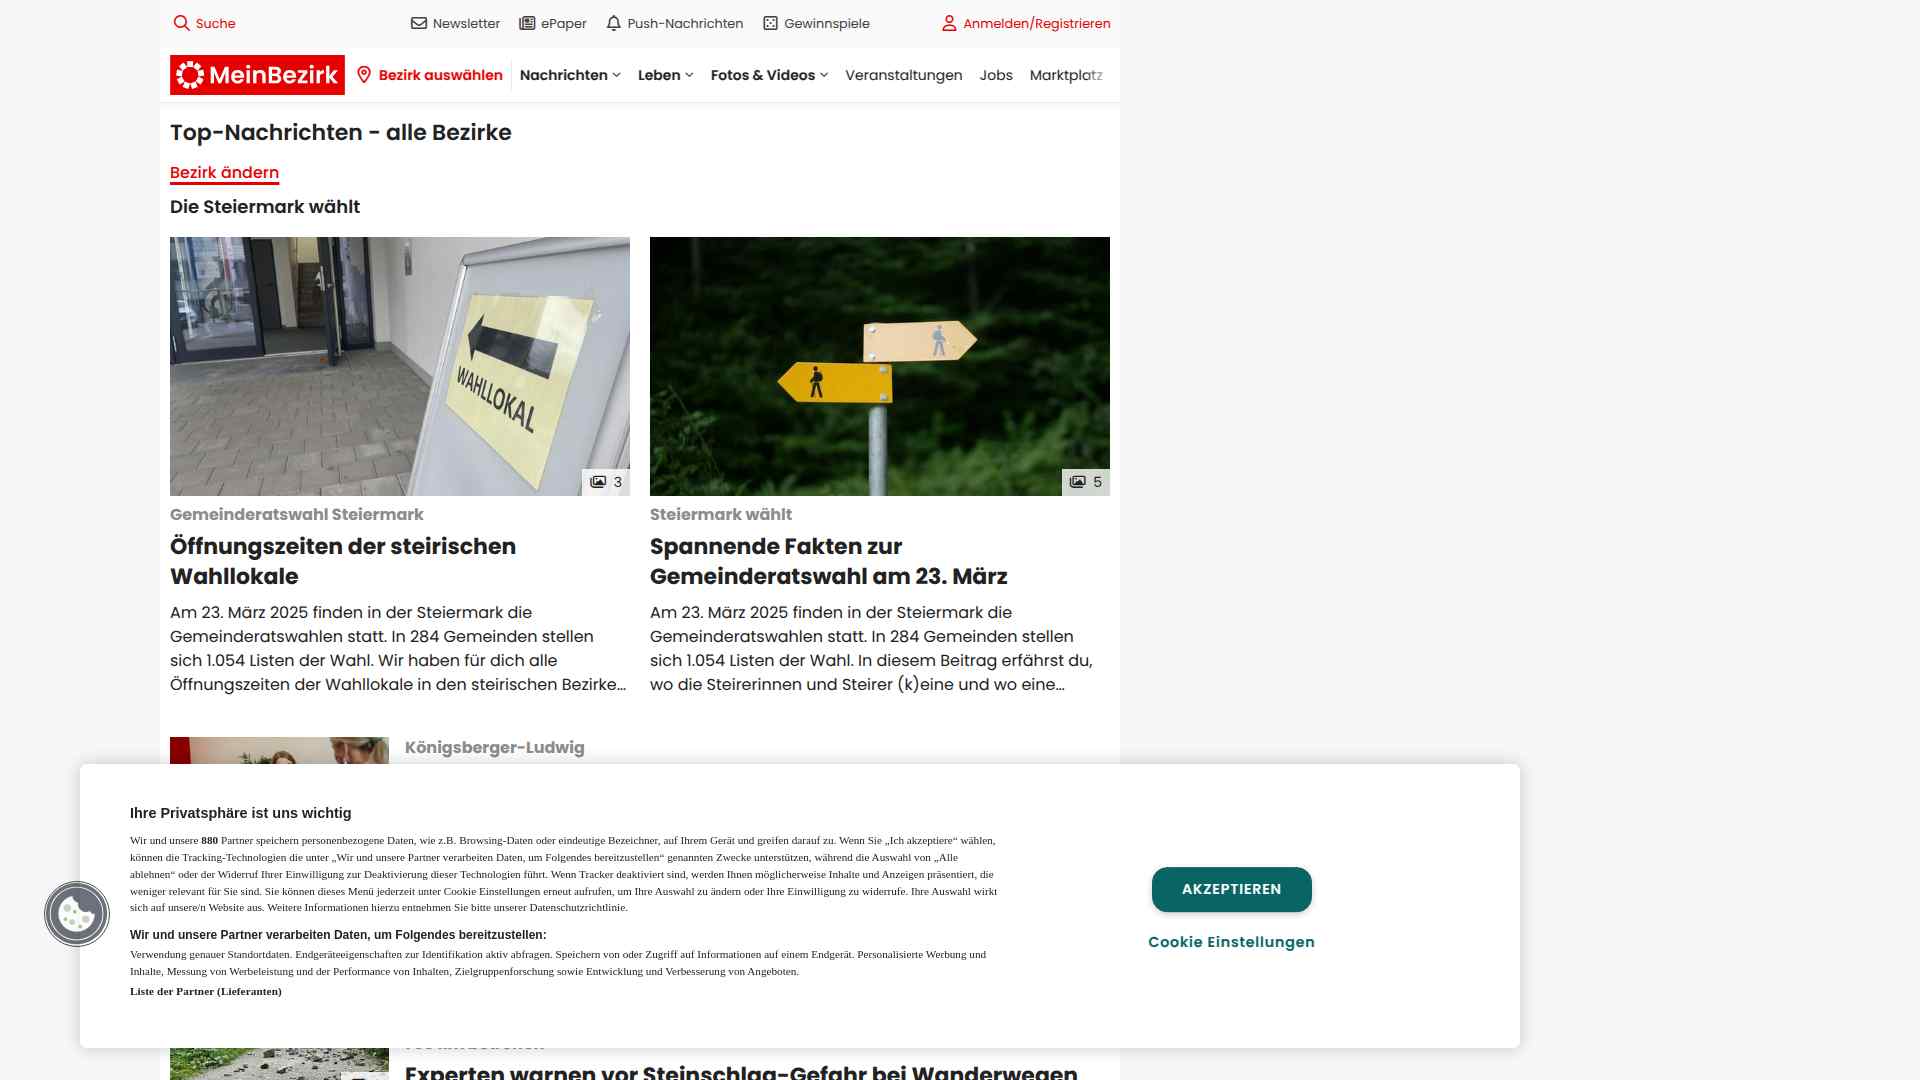 Suche
Newsletter
ePaper
Push-Nachrichten
Gewinnspiele
Anmelden/Registrieren
MeinBezirk
Bezirk auswählen
Nachrichten
Leben
Fotos & Videos
Veranstaltungen
Jobs
Marktplatz
Top-Nachrichten - alle Bezirke
Bezirk ändern
Die Steiermark wählt
WAHLLOKAL
3
5
Gemeinderatswahl Steiermark
Öffnungszeiten der steirischen
Wahllokale
Am 23. März 2025 finden in der Steiermark die
Gemeinderatswahlen statt. In 284 Gemeinden stellen
sich 1.054 Listen der Wahl. Wir haben für dich alle
Öffnungszeiten der Wahllokale in den steirischen Bezirke...
Steiermark wählt
Spannende Fakten zur
Gemeinderatswahl am 23. März
Am 23. März 2025 finden in der Steiermark die
Gemeinderatswahlen statt. In 284 Gemeinden stellen
sich 1.054 Listen der Wahl. In diesem Beitrag erfährst du,
wo die Steirerinnen und Steirer (k)eine und wo eine...
Königsberger-Ludwig
Ihre Privatsphäre ist uns wichtig
Wir und unsere 880 Partner speichern personenbezogene Daten, wie z.B. Browsing-Daten oder eindeutige Bezeichner, auf Ihrem Gerät und greifen darauf zu. Wenn Sie „Ich akzeptiere“ wählen,
können die Tracking-Technologien die unter „Wir und unsere Partner verarbeiten Daten, um Folgendes bereitzustellen“ genannten Zwecke unterstützen, während die Auswahl von „Alle
ablehnen“ oder der Widerruf Ihrer Einwilligung zur Deaktivierung dieser Technologien führt. Wenn Tracker deaktiviert sind, werden Ihnen möglicherweise Inhalte und Anzeigen präsentiert, die
weniger relevant für Sie sind. Sie können dieses Menü jederzeit unter Cookie Einstellungen erneut aufrufen, um Ihre Auswahl zu ändern oder Ihre Einwilligung zu widerrufe. Ihre Auswahl wirkt
sich auf unsere/n Website aus. Weitere Informationen hierzu entnehmen Sie bitte unserer Datenschutzrichtlinie.
Wir und unsere Partner verarbeiten Daten, um Folgendes bereitzustellen:
Verwendung genauer Standortdaten. Endgeräteeigenschaften zur Identifikation aktiv abfragen. Speichern von oder Zugriff auf Informationen auf einem Endgerät. Personalisierte Werbung und
Inhalte, Messung von Werbeleistung und der Performance von Inhalten, Zielgruppenforschung sowie Entwicklung und Verbesserung von Angeboten.
Liste der Partner (Lieferanten)
AKZEPTIEREN
Cookie Einstellungen
Experten warnen vor Steinschlag-Gefahr bei Wanderwegen